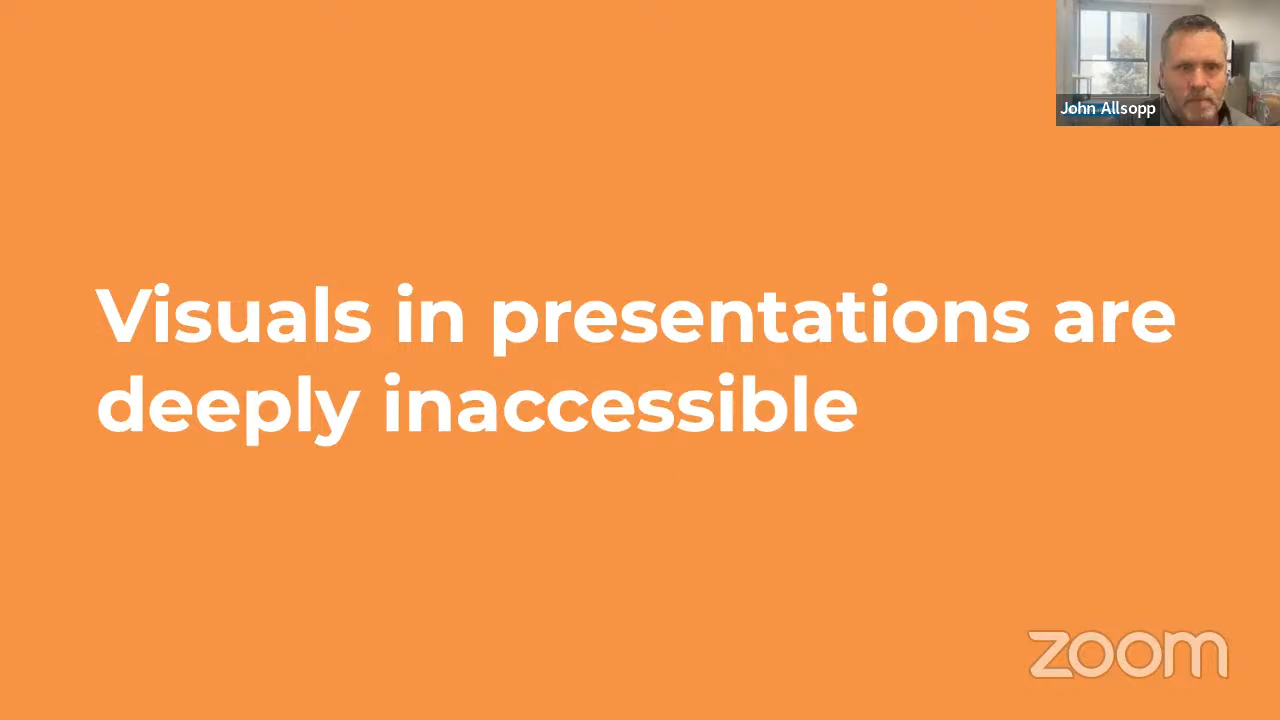 John Allsopp
Visuals in presentations are
deeply inaccessible
zoom